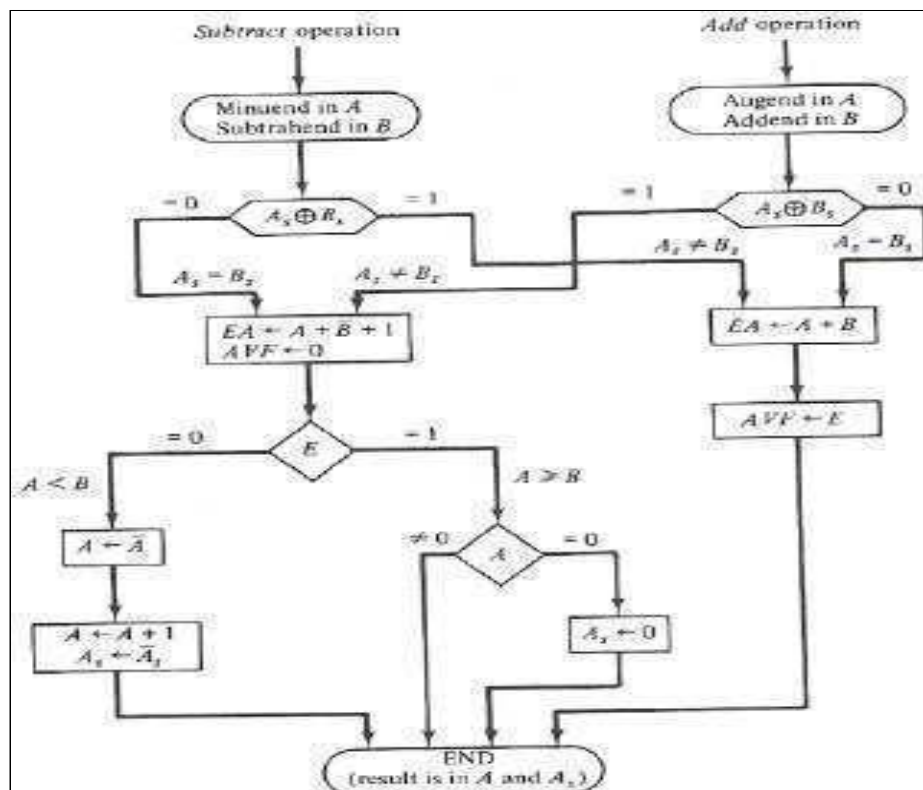 Subtract operation
Add operation
Minuend in A
Subtrahend in B
Augend in A
Addend in B
= 0
A_s ⊕ B_s
= 1
= 1
A_s ⊕ B_s
= 0
A_s = B_s
A_s ≠ B_s
A_s ≠ B_s
A_s = B_s
EA ← A + B̅ + 1
AVF ← 0
EA ← A + B
= 0
E
= 1
AVF ← E
A < B
A ≥ B
A ← A̅
≠ 0
A
= 0
A ← A + 1
A_s ← A̅_s
A_s ← 0
END
(result is in A and A_s)